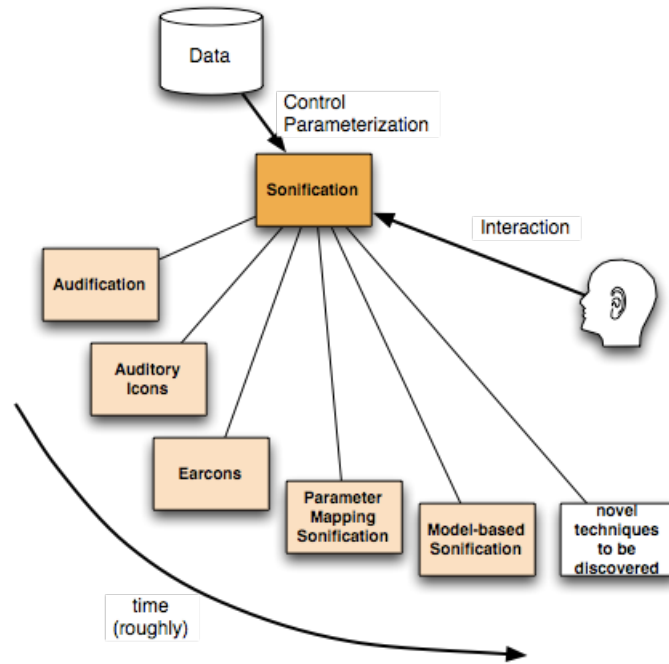 Data
Control
Parameterization
Sonification
Interaction
Audification
Auditory
Icons
Earcons
Parameter
Mapping
Sonification
Model-based
Sonification
novel
techniques
to be
discovered
time
(roughly)